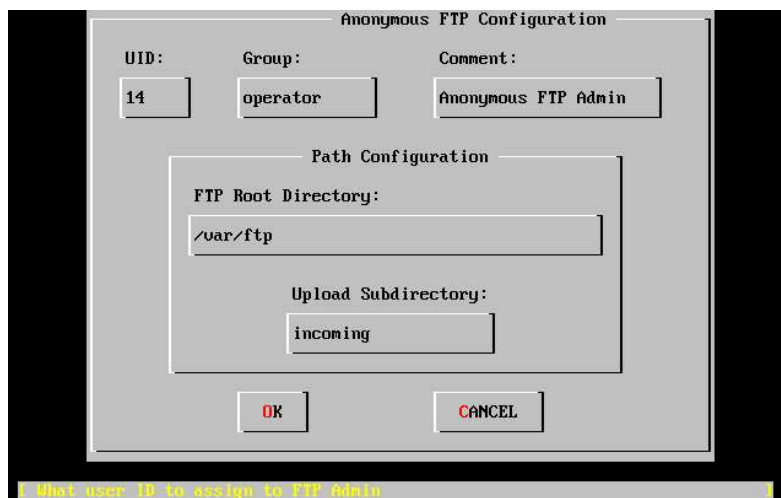 Anonymous FTP Configuration
UID: Group: Comment:
14 operator Anonymous FTP Admin
Path Configuration
FTP Root Directory:
/var/ftp
Upload Subdirectory:
incoming
OK CANCEL
[ What user ID to assign to FTP Admin ]